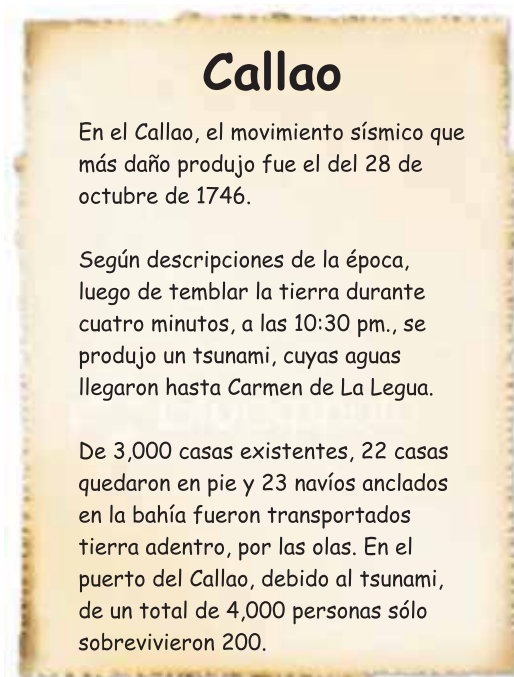 Callao
En el Callao, el movimiento sísmico que
más daño produjo fue el del 28 de
octubre de 1746.
Según descripciones de la época,
luego de temblar la tierra durante
cuatro minutos, a las 10:30 pm., se
produjo un tsunami, cuyas aguas
llegaron hasta Carmen de La Legua.
De 3,000 casas existentes, 22 casas
quedaron en pie y 23 navíos anclados
en la bahía fueron transportados
tierra adentro, por las olas. En el
puerto del Callao, debido al tsunami,
de un total de 4,000 personas sólo
sobrevivieron 200.